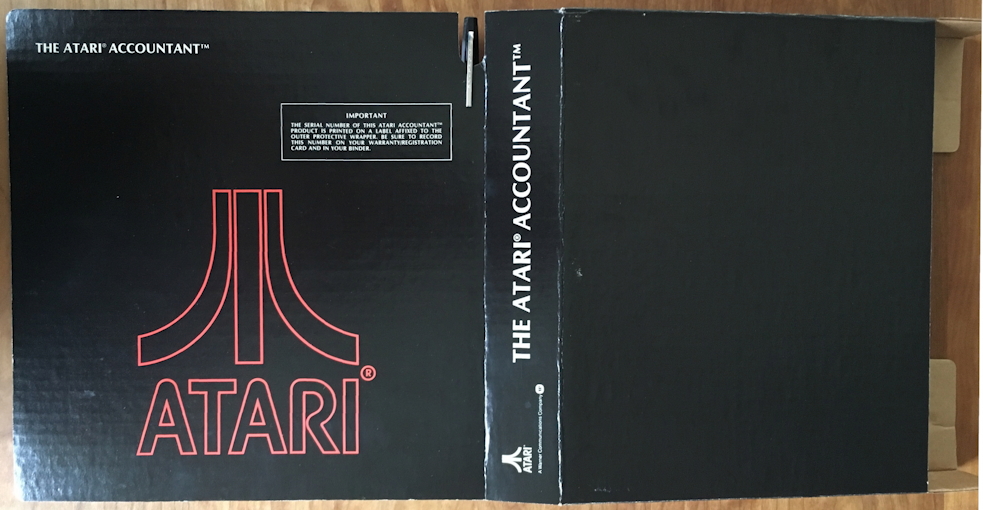 THE ATARI® ACCOUNTANT™
IMPORTANT
THE SERIAL NUMBER OF THIS ATARI ACCOUNTANT™
PRODUCT IS PRINTED ON A LABEL AFFIXED TO THE
OUTER PROTECTIVE WRAPPER. BE SURE TO RECORD
THIS NUMBER ON YOUR WARRANTY/REGISTRATION
CARD AND IN YOUR BINDER.
ATARI®
THE ATARI® ACCOUNTANT™
ATARI®
A Warner Communications Company